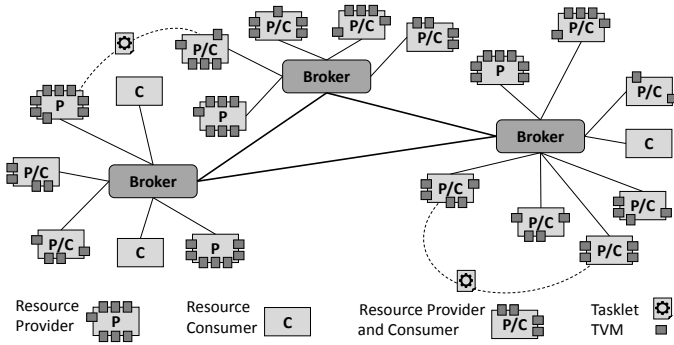 P/C
P/C
P/C
P/C
P/C
P
Broker
P
P/C
P
C
P
Broker
C
P/C
Broker
P/C
P/C
P/C
P/C
P/C
C
P
P/C
Resource Provider
P
Resource Consumer
C
Resource Provider and Consumer
P/C
Tasklet
TVM